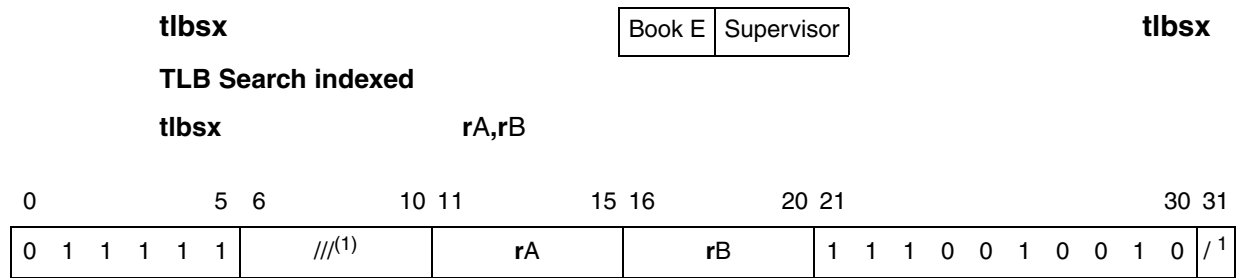 tlbsx Book E Supervisor tlbsx
TLB Search indexed
tlbsx rA,rB
0 5 6 10 11 15 16 20 21 30 31
0 1 1 1 1 1 ///(1) rA rB 1 1 1 0 0 1 0 0 1 0 / 1